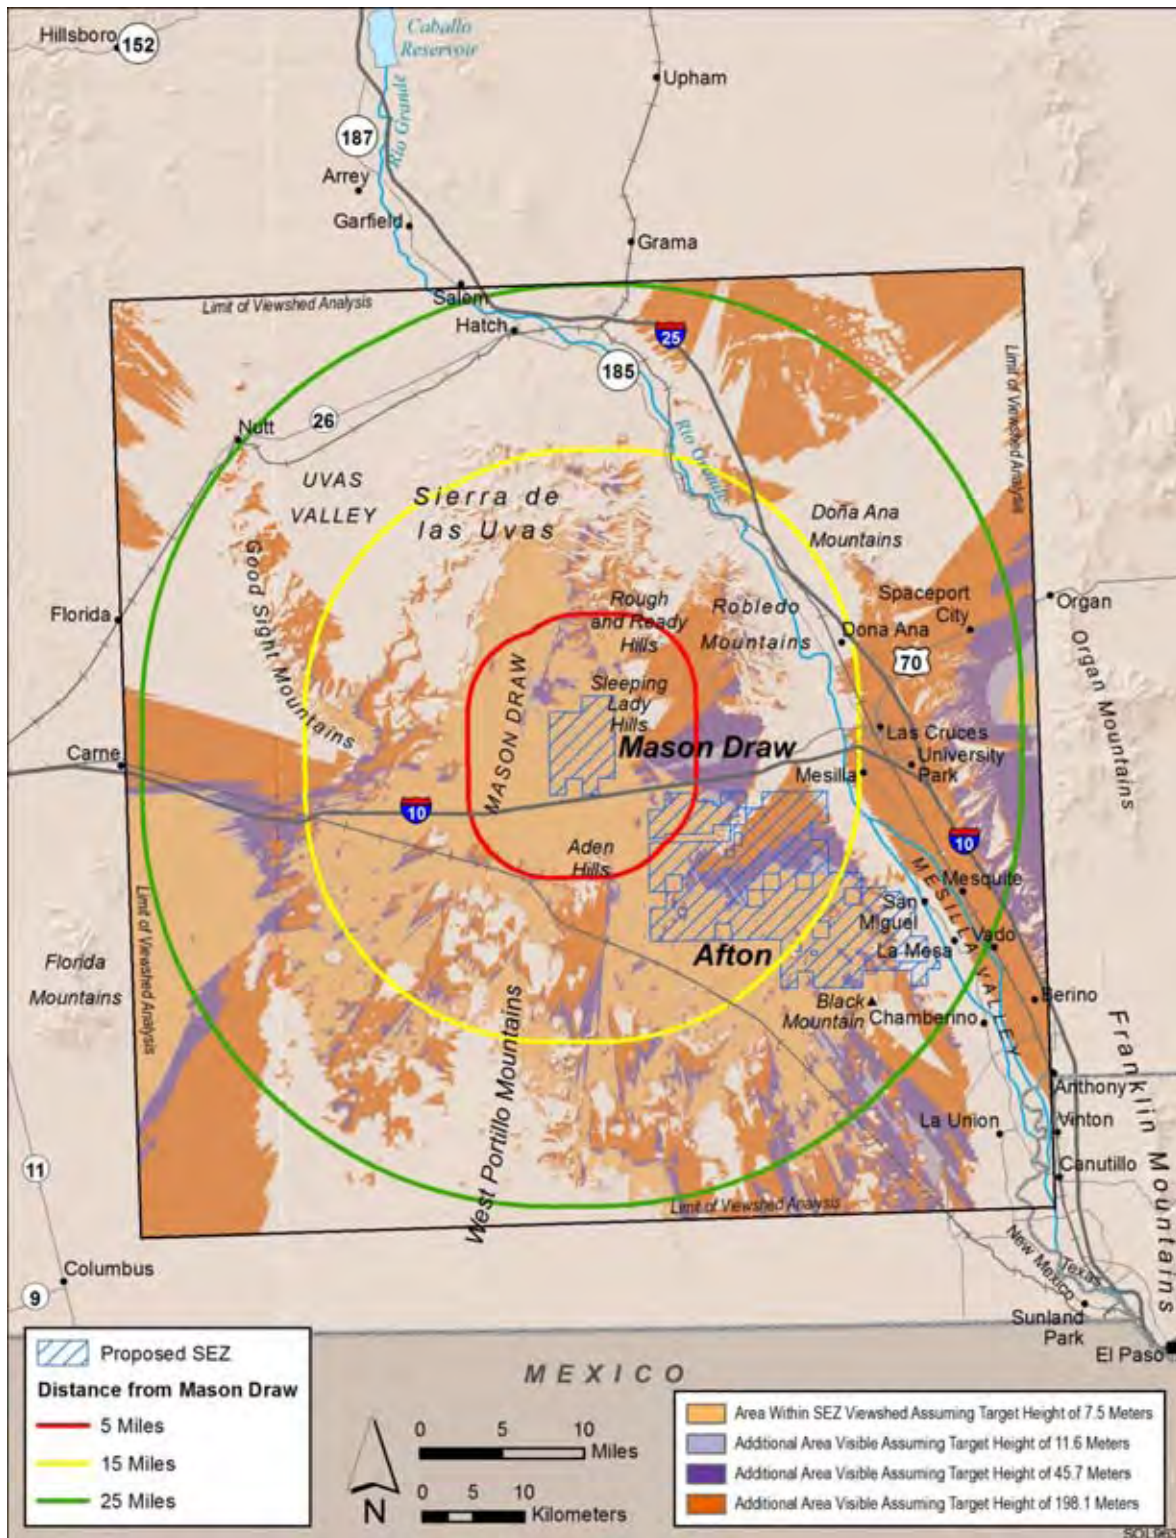 Hillsboro
152
Caballo
Reservoir
Upham
Rio Grande
187
Arrey
Garfield
Grama
Limit of Viewshed Analysis
Salem
Hatch
25
185
Limit of Viewshed Analysis
Nutt
26
Rio Grande
UVAS
VALLEY
Sierra de
las Uvas
Doña Ana
Mountains
Good Sight Mountains
Florida
Rough
and Ready
Hills
Robledo
Mountains
Spaceport
City
Organ
Dona Ana
70
Organ Mountains
MASON DRAW
Sleeping
Lady
Hills
Mason Draw
Las Cruces
University
Park
Carne
Mesilla
10
10
Aden
Hills
MESILLA VALLEY
Mesquite
San
Miguel
Limit of Viewshed Analysis
Afton
La Mesa
Vado
Florida
Mountains
Black
Mountain
Berino
Chamberino
West Portillo Mountains
Franklin Mountains
Anthony
La Union
Vinton
11
Canutillo
Limit of Viewshed Analysis
Columbus
9
New Mexico
Texas
Sunland
Park
El Paso
MEXICO
Proposed SEZ
Distance from Mason Draw
5 Miles
15 Miles
25 Miles
N
0 5 10
Miles
0 5 10
Kilometers
Area Within SEZ Viewshed Assuming Target Height of 7.5 Meters
Additional Area Visible Assuming Target Height of 11.6 Meters
Additional Area Visible Assuming Target Height of 45.7 Meters
Additional Area Visible Assuming Target Height of 198.1 Meters